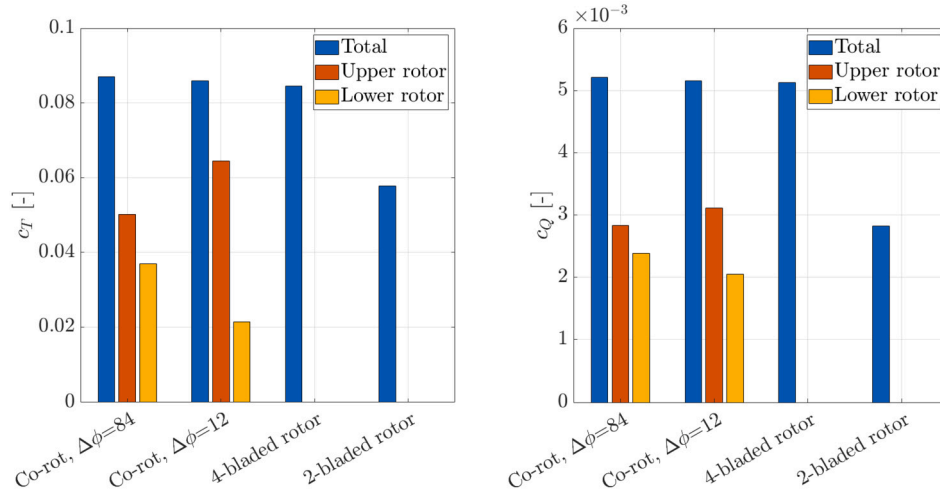 0.1
0.08
0.06
0.04
0.02
0
c_T [-]
Total
Upper rotor
Lower rotor
Co-rot, Δϕ=84
Co-rot, Δϕ=12
4-bladed rotor
2-bladed rotor
×10⁻³
6
5
4
3
2
1
0
c_Q [-]
Total
Upper rotor
Lower rotor
Co-rot, Δϕ=84
Co-rot, Δϕ=12
4-bladed rotor
2-bladed rotor